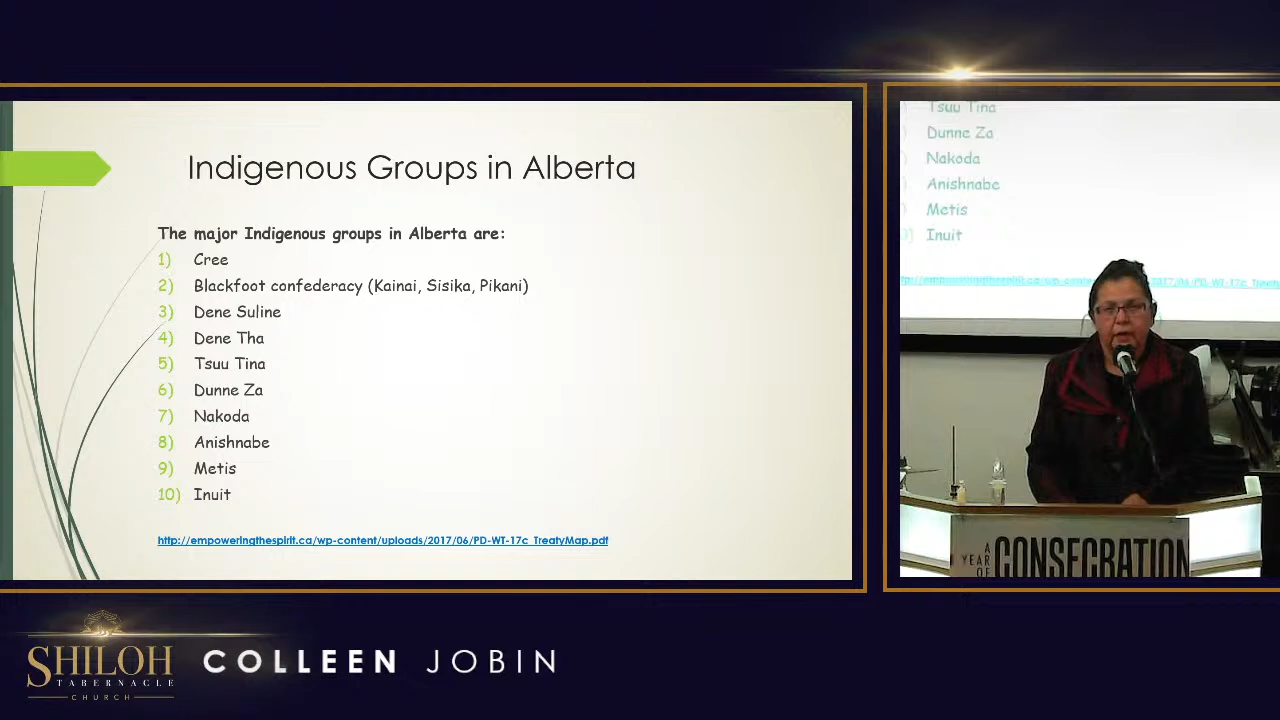 Indigenous Groups in Alberta
The major Indigenous groups in Alberta are:
1) Cree
2) Blackfoot confederacy (Kainai, Sisika, Pikani)
3) Dene Suline
4) Dene Tha
5) Tsuu Tina
6) Dunne Za
7) Nakoda
8) Anishnabe
9) Metis
10) Inuit
http://empoweringthespirit.ca/wp-content/uploads/2017/06/PD-WT-17c_TreatyMap.pdf
Tsuu Tina
Dunne Za
Nakoda
Anishnabe
Metis
Inuit
A YEAR OF CONSECRATION
SHILOH
TABERNACLE
CHURCH
COLLEEN JOBIN